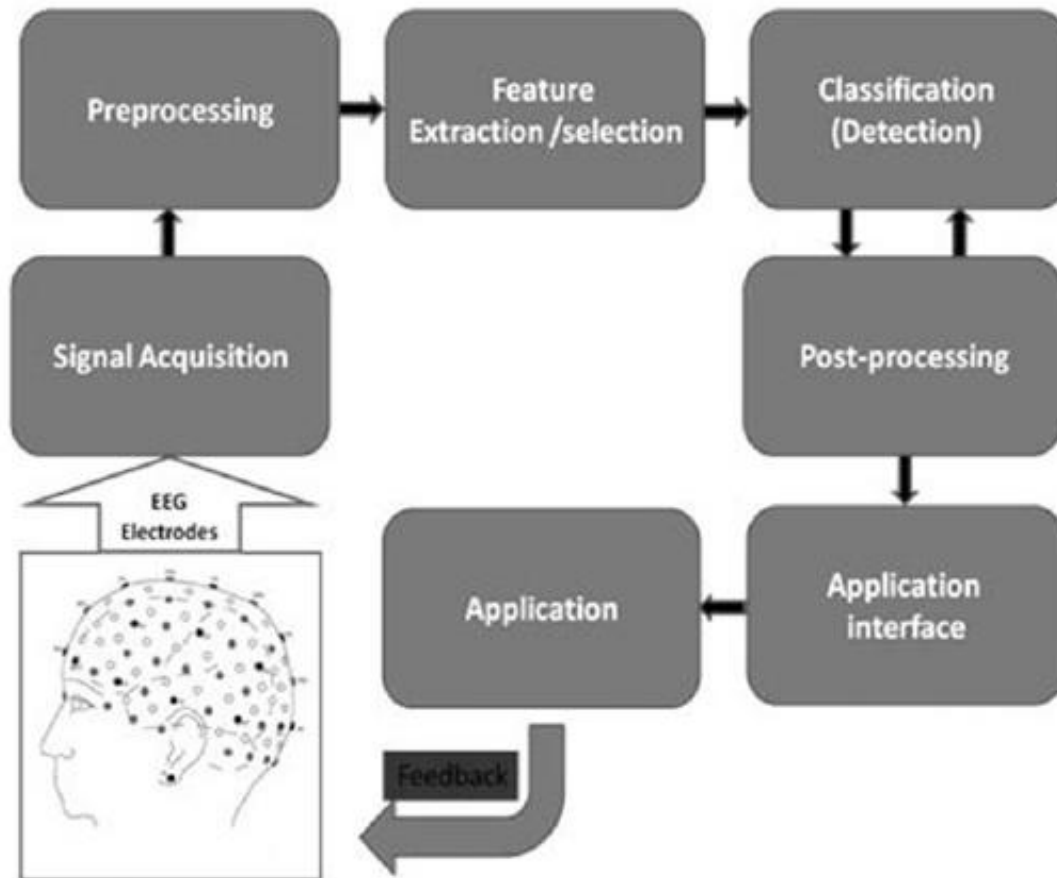 Preprocessing
Feature
Extraction /selection
Classification
(Detection)
Signal Acquisition
Post-processing
EEG
Electrodes
Application
Application
interface
Feedback